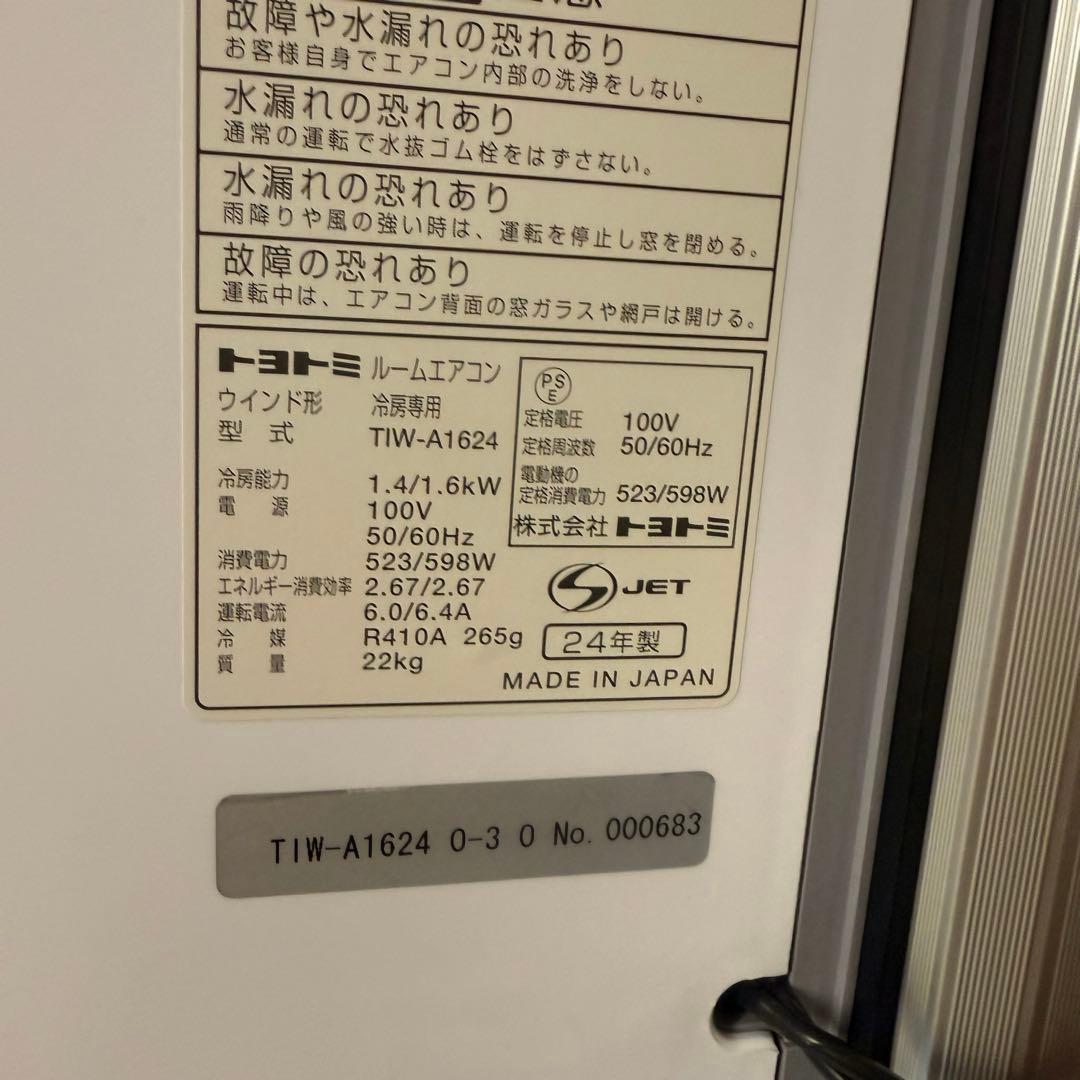 故障や水漏れの恐れあり
お客様自身でエアコン内部の洗浄をしない。
水漏れの恐れあり
通常の運転で水抜ゴム栓をはずさない。
水漏れの恐れあり
雨降りや風の強い時は、運転を停止し窓を閉める。
故障の恐れあり
運転中は、エアコン背面の窓ガラスや網戸は開ける。
トヨトミ ルームエアコン
ウインド形 冷房専用
型式 TIW-A1624
冷房能力 1.4/1.6kW
電源 100V
50/60Hz
消費電力 523/598W
エネルギー消費効率 2.67/2.67
運転電流 6.0/6.4A
冷媒 R410A 265g
質量 22kg
PSE
定格電圧 100V
定格周波数 50/60Hz
電動機の
定格消費電力 523/598W
株式会社トヨトミ
JET
24年製
MADE IN JAPAN
TIW-A1624 0-3 0 No. 000683